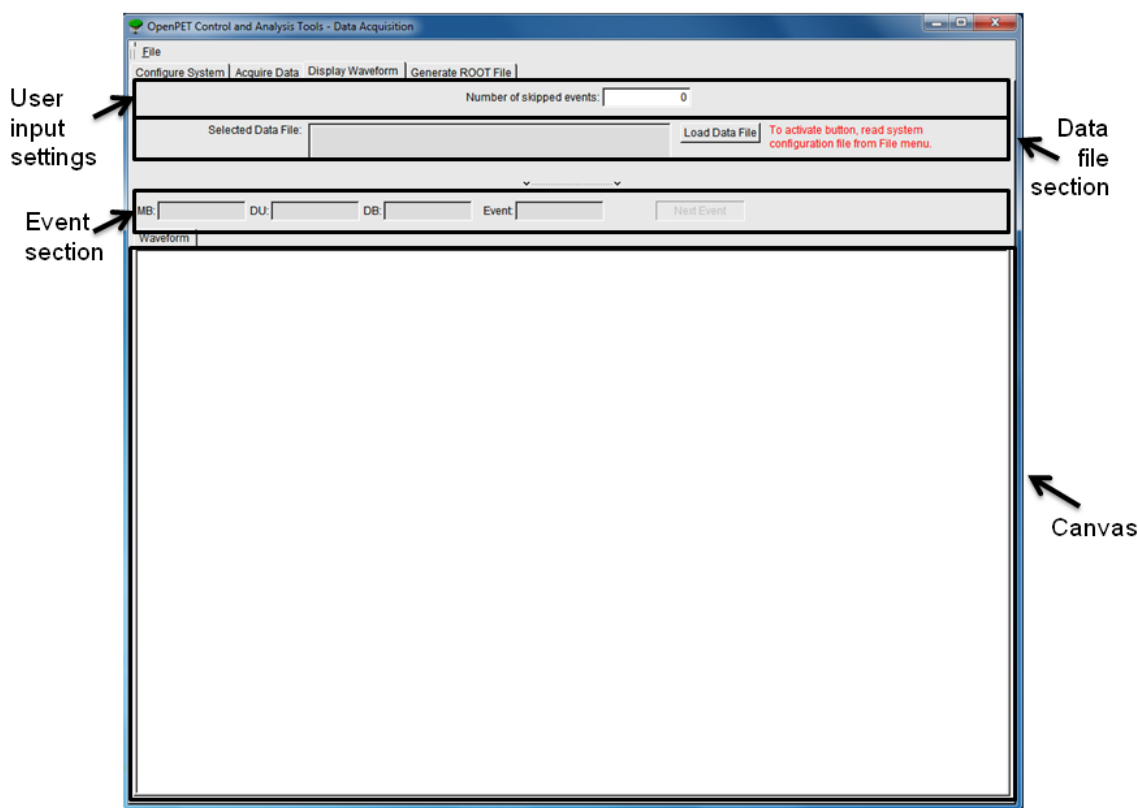 OpenPET Control and Analysis Tools - Data Acquisition
File
Configure System Acquire Data Display Waveform Generate ROOT File
User
input
settings
Number of skipped events: 0
Selected Data File: Load Data File To activate button, read system
configuration file from File menu.
Data
file
section
Event
section
MB: DU: DB: Event: Next Event
Waveform
Canvas